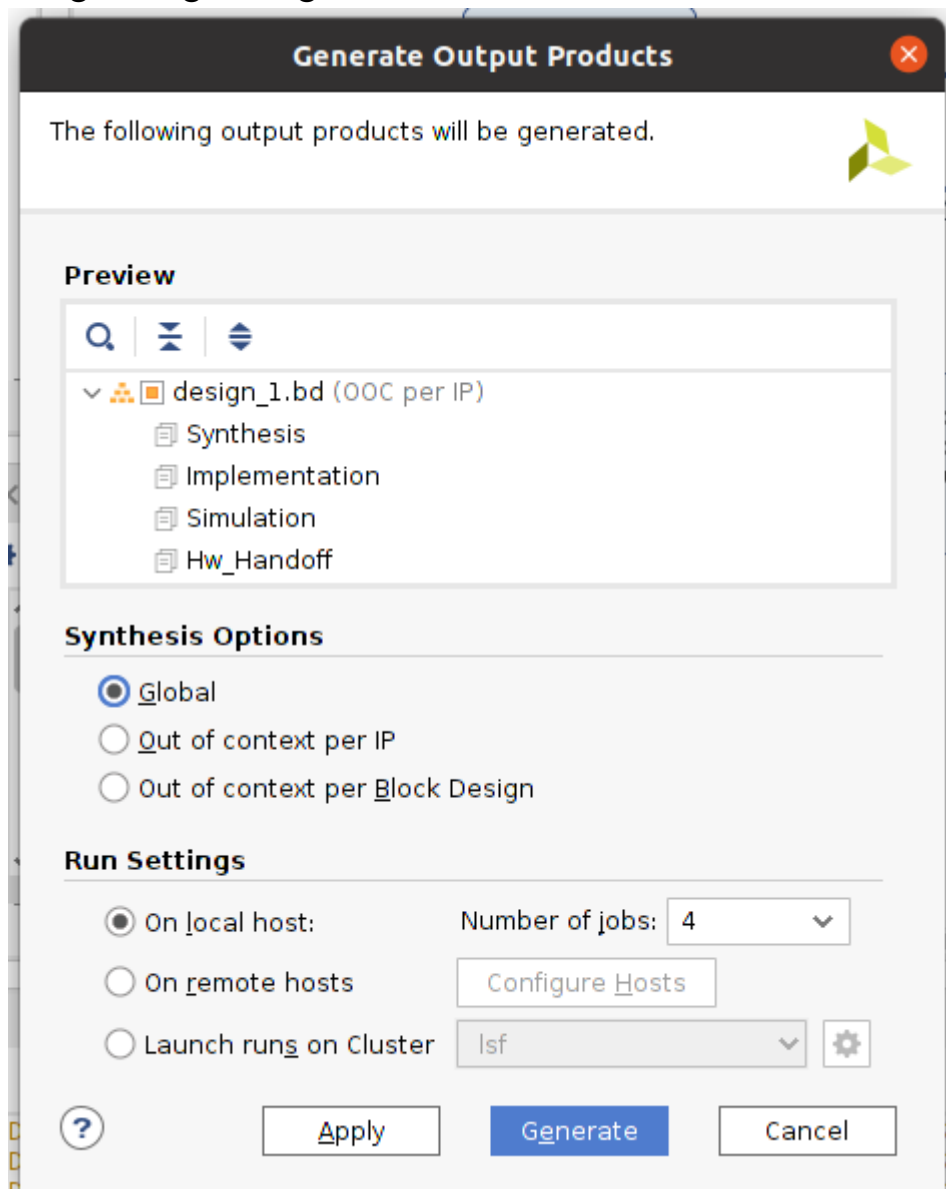 Generate Output Products
The following output products will be generated.
Preview
design_1.bd (OOC per IP)
Synthesis
Implementation
Simulation
Hw_Handoff
Synthesis Options
Global
Out of context per IP
Out of context per Block Design
Run Settings
On local host: Number of jobs: 4
On remote hosts Configure Hosts
Launch runs on Cluster lsf
? Apply Generate Cancel